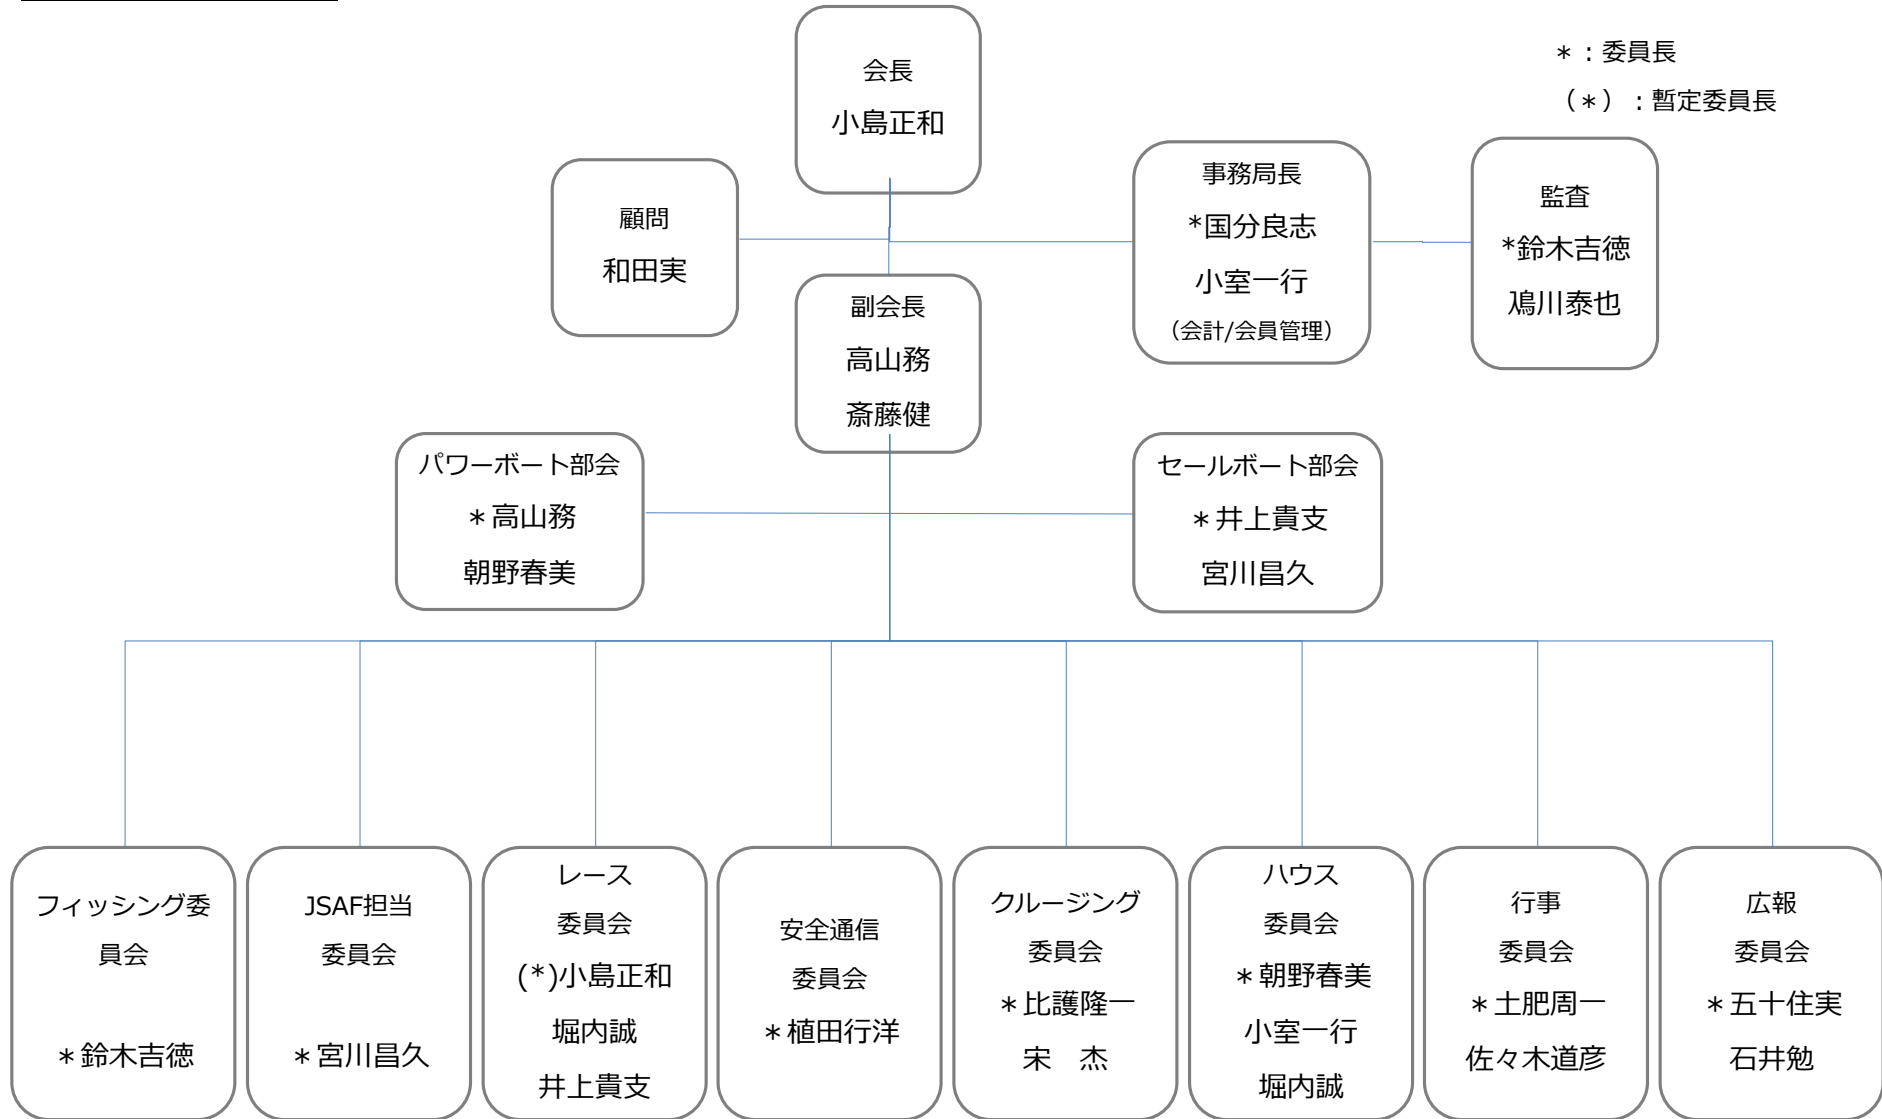 会長
小島正和
＊：委員長
（＊）：暫定委員長
顧問
和田実
事務局長
*国分良志
小室一行
（会計/会員管理）
監査
*鈴木吉徳
鳰川泰也
副会長
高山務
斎藤健
パワーボート部会
＊高山務
朝野春美
セールボート部会
＊井上貴支
宮川昌久
フィッシング委
員会
＊鈴木吉徳
JSAF担当
委員会
＊宮川昌久
レース
委員会
(*)小島正和
堀内誠
井上貴支
安全通信
委員会
＊植田行洋
クルージング
委員会
＊比護隆一
宋　杰
ハウス
委員会
＊朝野春美
小室一行
堀内誠
行事
委員会
＊土肥周一
佐々木道彦
広報
委員会
＊五十住実
石井勉